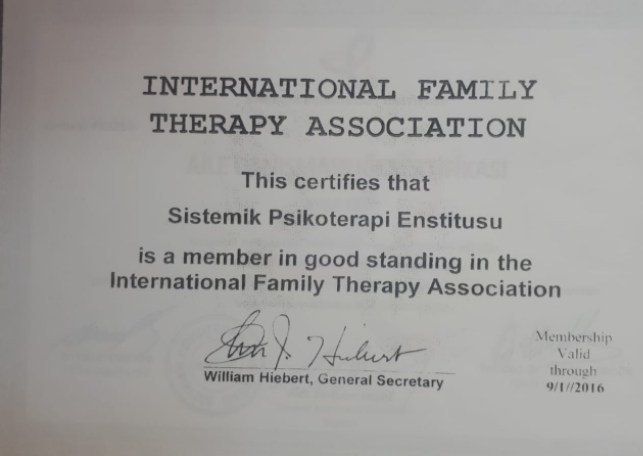 INTERNATIONAL FAMILY
THERAPY ASSOCIATION
This certifies that
Sistemik Psikoterapi Enstitusu
is a member in good standing in the
International Family Therapy Association
William Hiebert, General Secretary
Membership
Valid
through
9/1//2016